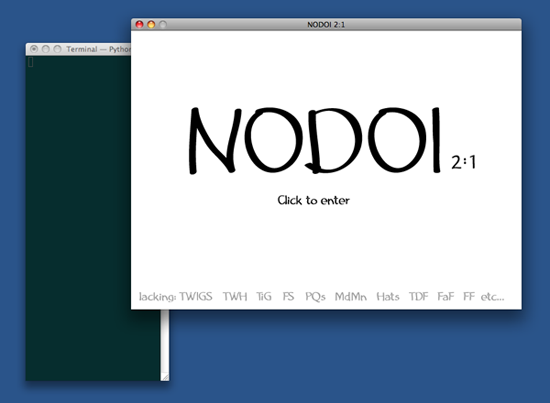 NODOI 2:1
Terminal — Pytho
NODOI 2:1
Click to enter
lacking: TWIGS TWH TiG FS PQs MdMn Hats TDF FaF FF etc...